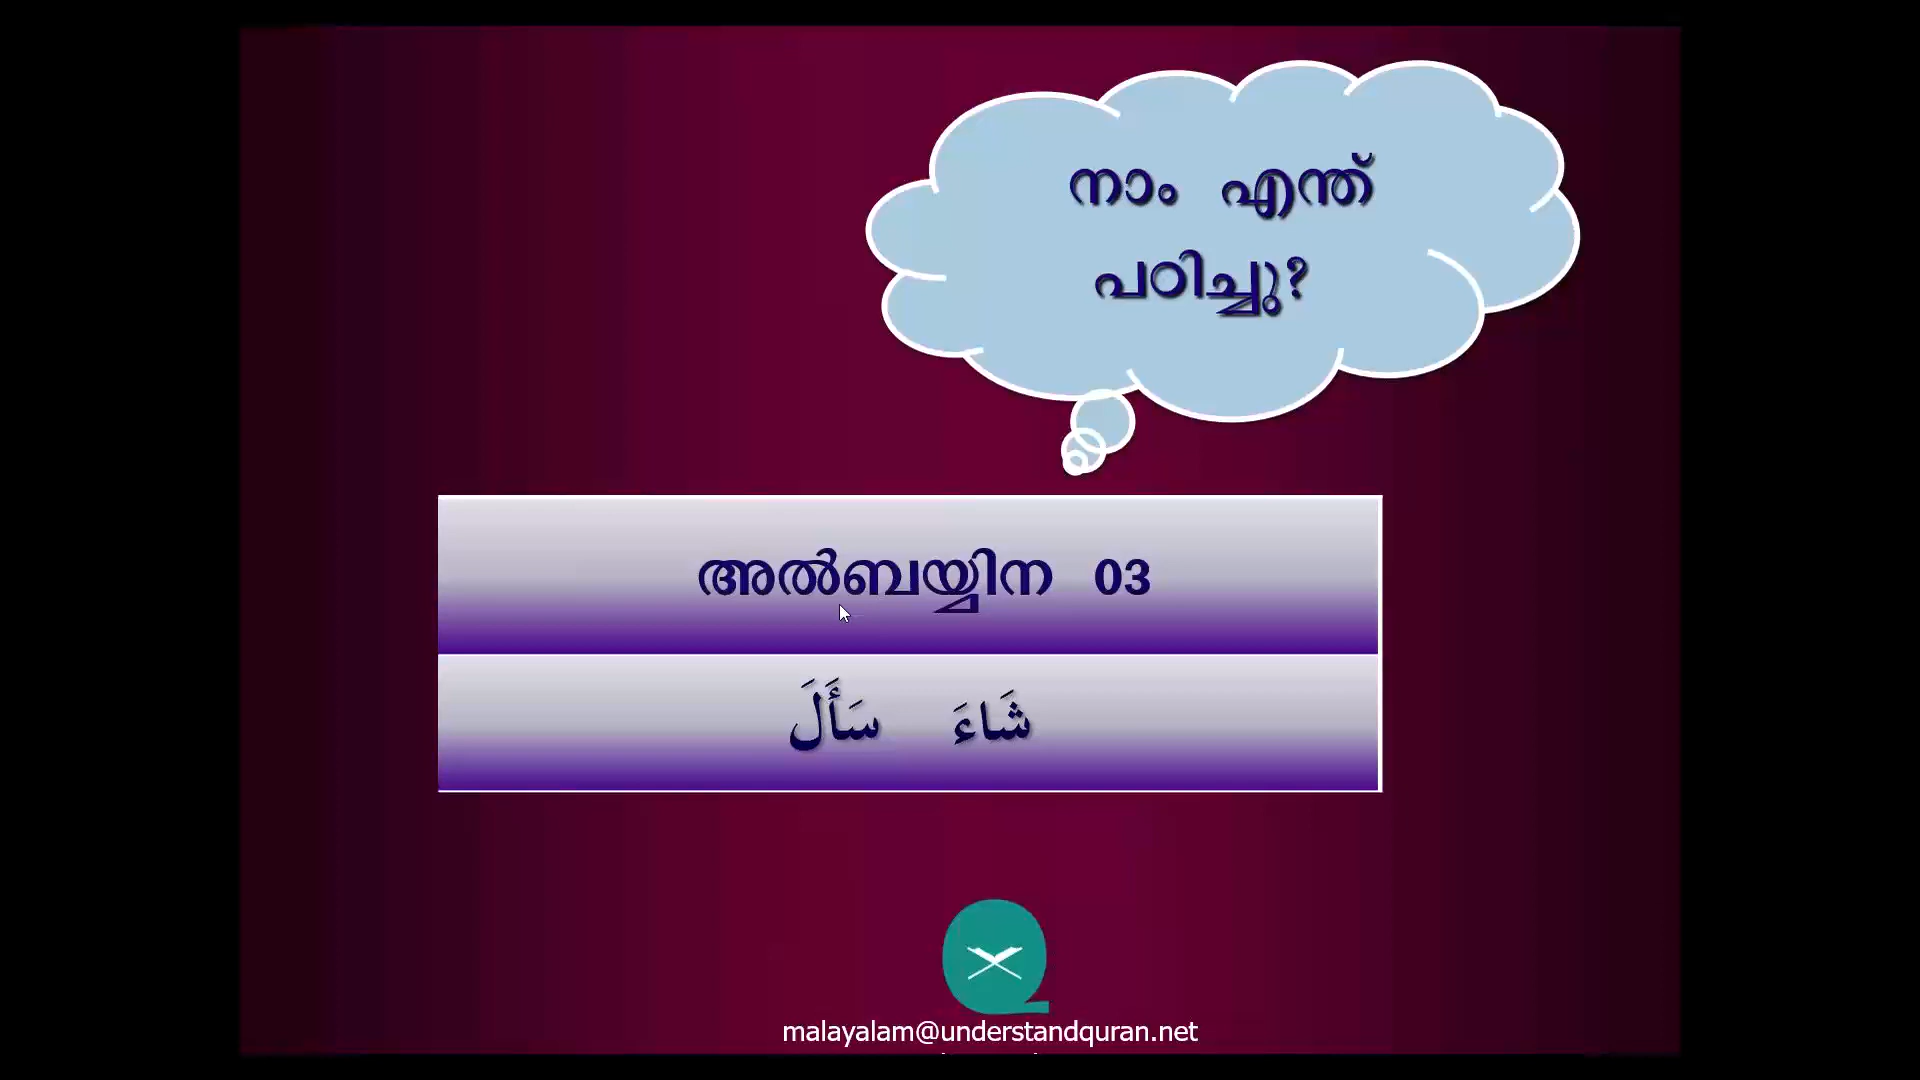 നാം എന്ത്
പഠിച്ചു?
അൽബയ്യിന 03
شَاءَ سَأَلَ
malayalam@understandquran.net